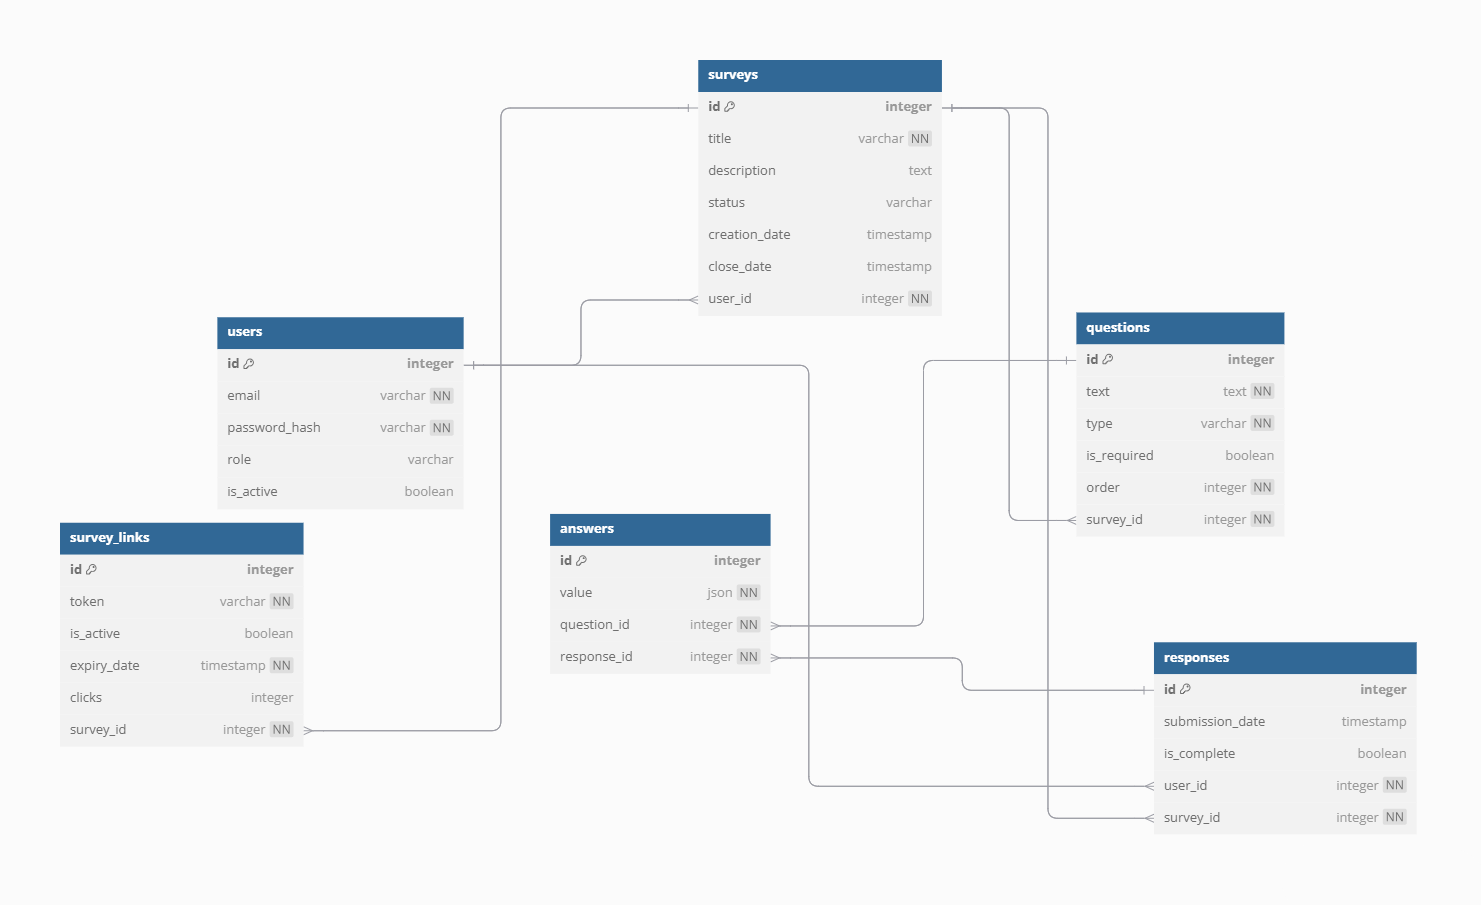 surveys
id integer
title varchar NN
description text
status varchar
creation_date timestamp
close_date timestamp
user_id integer NN
users
id integer
email varchar NN
password_hash varchar NN
role varchar
is_active boolean
questions
id integer
text text NN
type varchar NN
is_required boolean
order integer NN
survey_id integer NN
survey_links
id integer
token varchar NN
is_active boolean
expiry_date timestamp NN
clicks integer
survey_id integer NN
answers
id integer
value json NN
question_id integer NN
response_id integer NN
responses
id integer
submission_date timestamp
is_complete boolean
user_id integer NN
survey_id integer NN